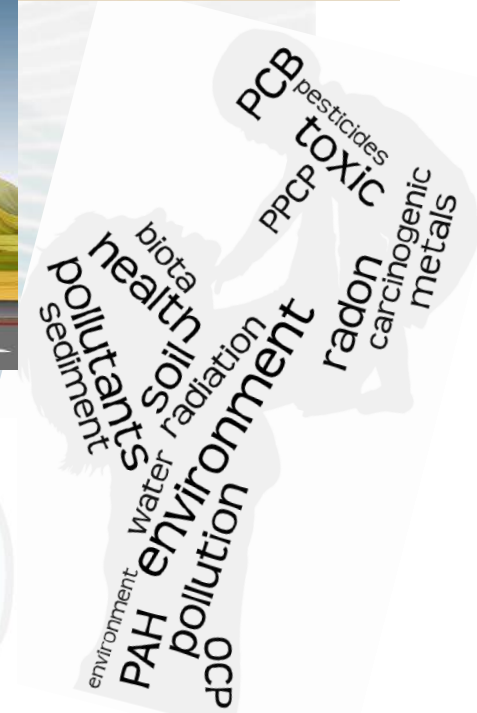 PCB
pesticides
toxic
PPCP
carcinogenic
metals
radon
biota
health
pollutants
sediment
soil
radiation
environment
water
pollution
environment
PAH
OCP